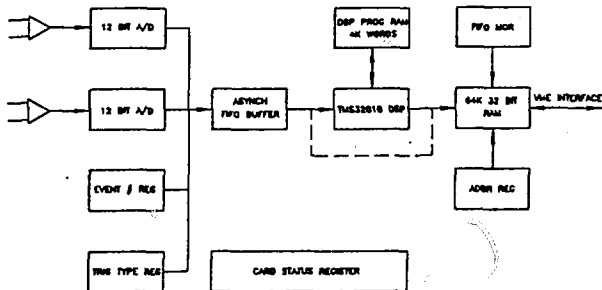 12 BIT A/D
DSP PROG RAM
4K WORDS
FIFO MGR
12 BIT A/D
ASYNCH
FIFO BUFFER
TMS32010 DSP
64K 32 BIT
RAM
VME INTERFACE
EVENT # REG
ADDR REG
TRIG TYPE REG
CARD STATUS REGISTER